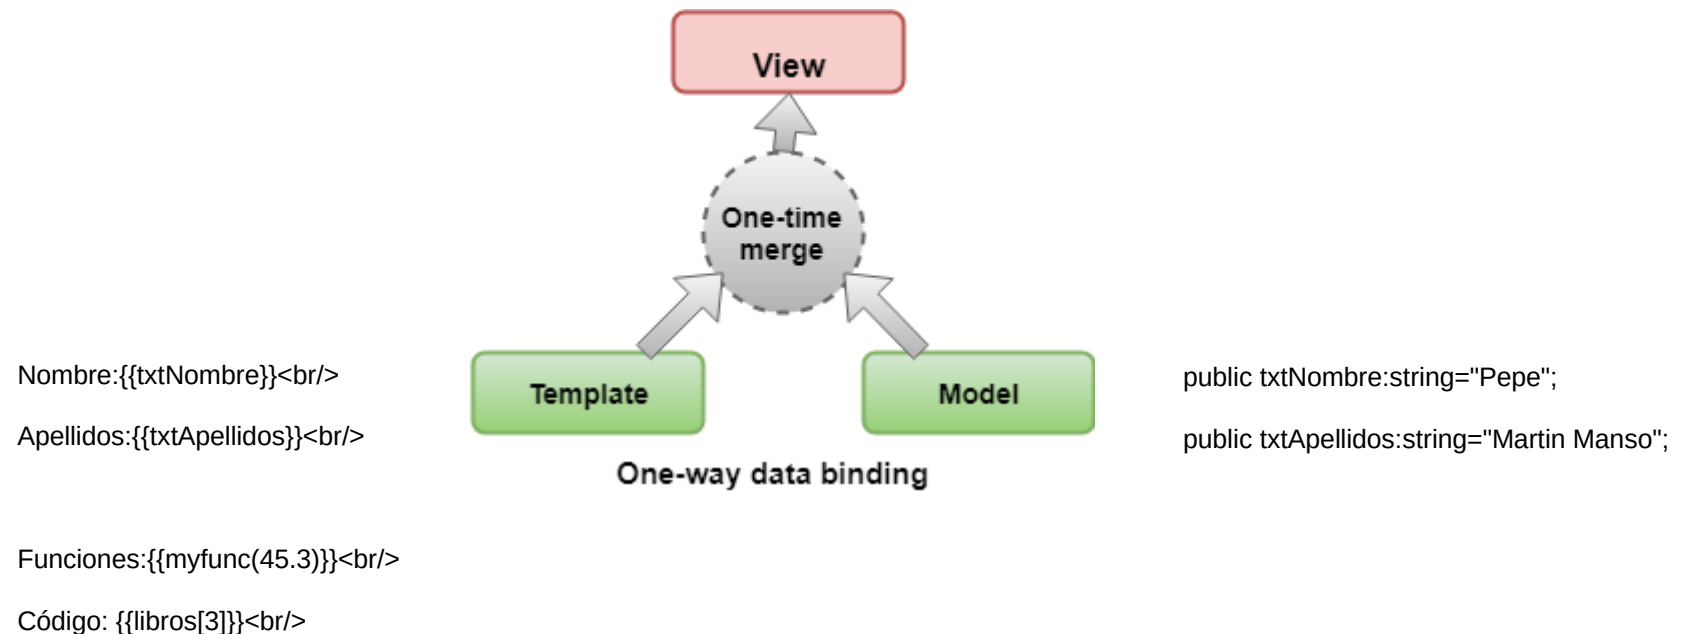 View
One-time
merge
Nombre:{{txtNombre}}<br/>
Template
Model
public txtNombre:string="Pepe";
Apellidos:{{txtApellidos}}<br/>
public txtApellidos:string="Martin Manso";
One-way data binding
Funciones:{{myfunc(45.3)}}<br/>
Código: {{libros[3]}}<br/>